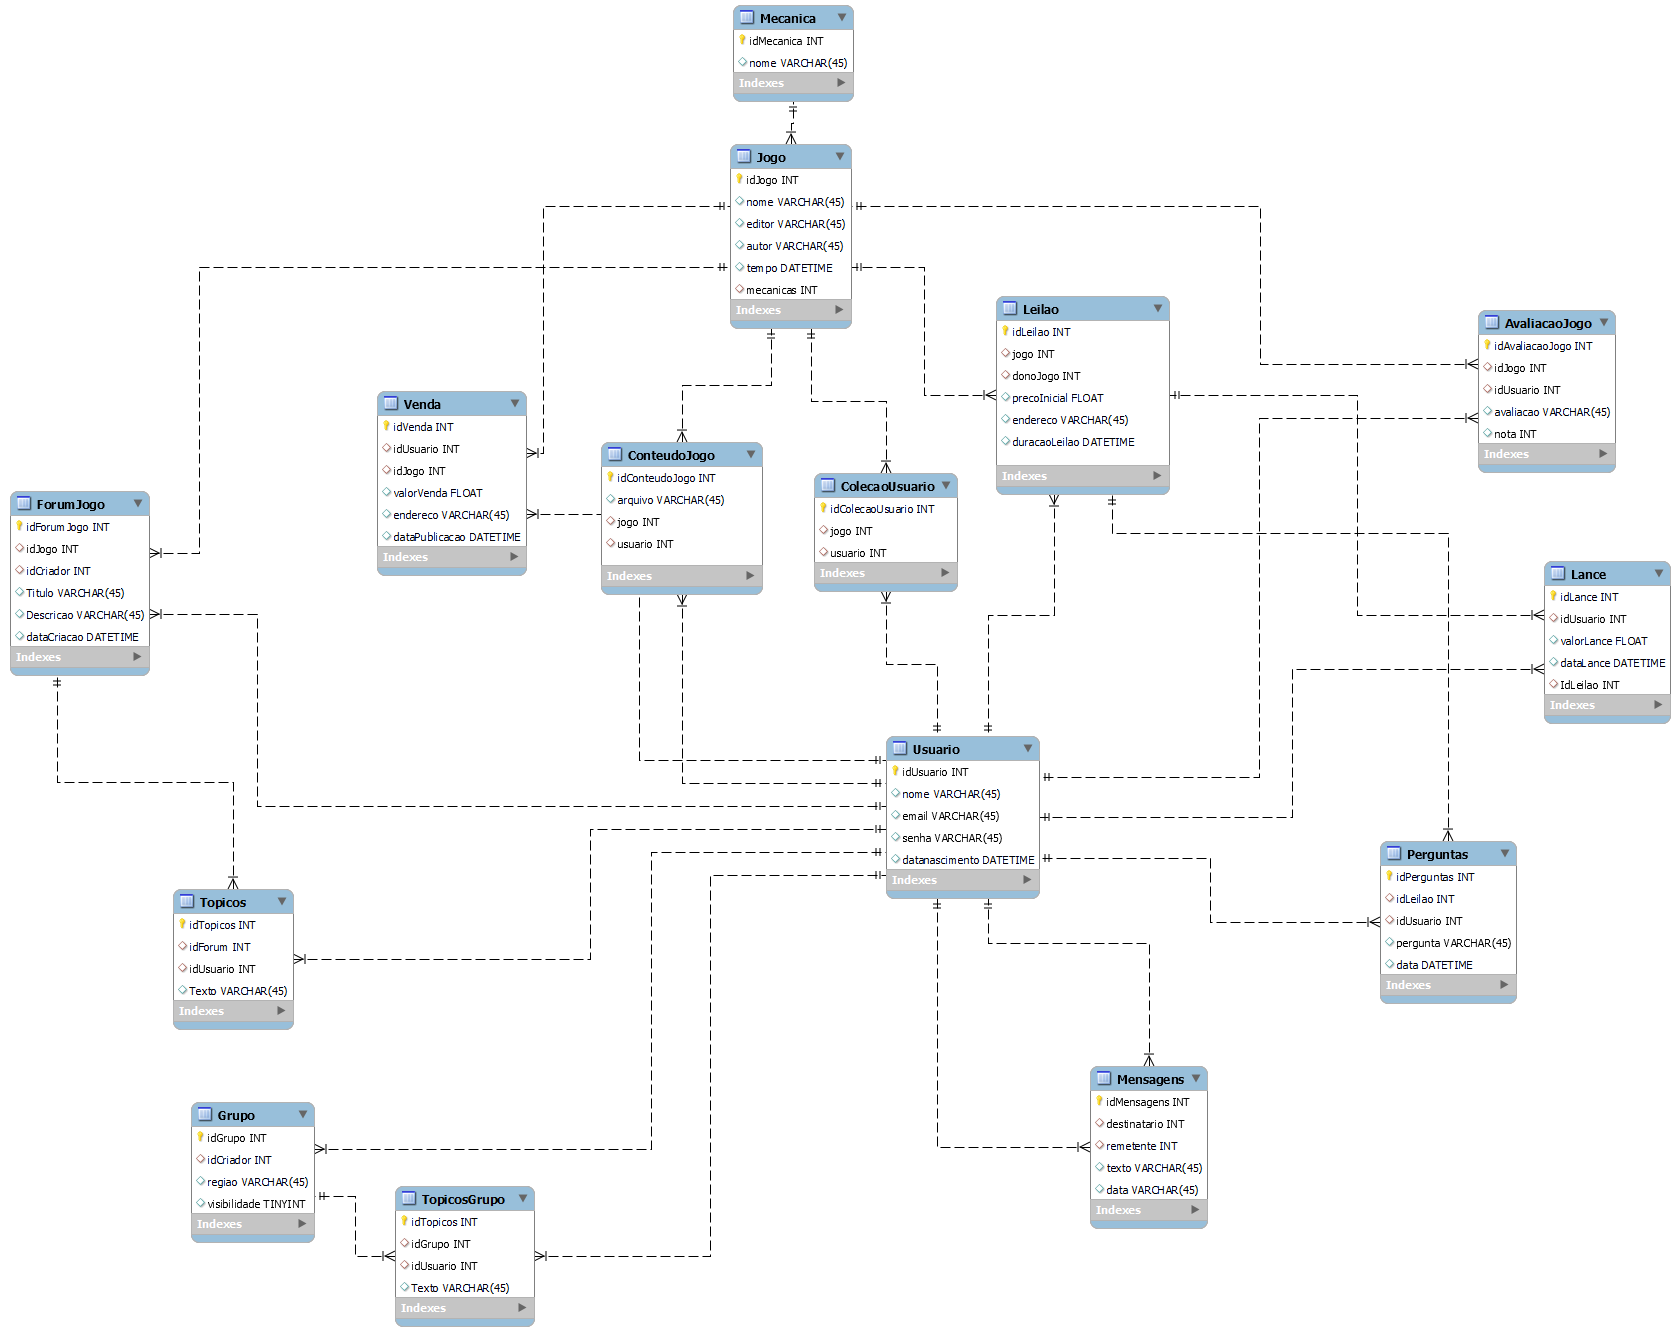 Mecanica
idMecanica INT
nome VARCHAR(45)
Indexes
Jogo
idJogo INT
nome VARCHAR(45)
editor VARCHAR(45)
autor VARCHAR(45)
tempo DATETIME
mecanicas INT
Indexes
Leilao
idLeilao INT
jogo INT
donoJogo INT
precoInicial FLOAT
endereco VARCHAR(45)
duracaoLeilao DATETIME
Indexes
AvaliacaoJogo
idAvaliacaoJogo INT
idJogo INT
idUsuario INT
avaliacao VARCHAR(45)
nota INT
Indexes
Venda
idVenda INT
idUsuario INT
idJogo INT
valorVenda FLOAT
endereco VARCHAR(45)
dataPublicacao DATETIME
Indexes
ConteudoJogo
idConteudoJogo INT
arquivo VARCHAR(45)
jogo INT
usuario INT
Indexes
ColecaoUsuario
idColecaoUsuario INT
jogo INT
usuario INT
Indexes
ForumJogo
idForumJogo INT
idJogo INT
idCriador INT
Titulo VARCHAR(45)
Descricao VARCHAR(45)
dataCriacao DATETIME
Indexes
Lance
idLance INT
idUsuario INT
valorLance FLOAT
dataLance DATETIME
IdLeilao INT
Indexes
Usuario
idUsuario INT
nome VARCHAR(45)
email VARCHAR(45)
senha VARCHAR(45)
datanascimento DATETIME
Indexes
Perguntas
idPerguntas INT
idLeilao INT
idUsuario INT
pergunta VARCHAR(45)
data DATETIME
Indexes
Topicos
idTopicos INT
idForum INT
idUsuario INT
Texto VARCHAR(45)
Indexes
Mensagens
idMensagens INT
destinatario INT
remetente INT
texto VARCHAR(45)
data VARCHAR(45)
Indexes
Grupo
idGrupo INT
idCriador INT
regiao VARCHAR(45)
visibilidade TINYINT
Indexes
TopicosGrupo
idTopicos INT
idGrupo INT
idUsuario INT
Texto VARCHAR(45)
Indexes